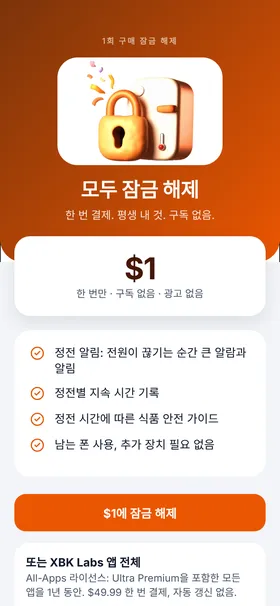 1회 구매 잠금 해제
모두 잠금 해제
한 번 결제. 평생 내 것. 구독 없음.
$1
한 번만 · 구독 없음 · 광고 없음
정전 알림: 전원이 끊기는 순간 큰 알람과
알림
정전별 지속 시간 기록
정전 시간에 따른 식품 안전 가이드
남는 폰 사용, 추가 장치 필요 없음
$1에 잠금 해제
또는 XBK Labs 앱 전체
All-Apps 라이선스: Ultra Premium을 포함한 모든
앱을 1년 동안. $49.99 한 번 결제, 자동 갱신 없음.